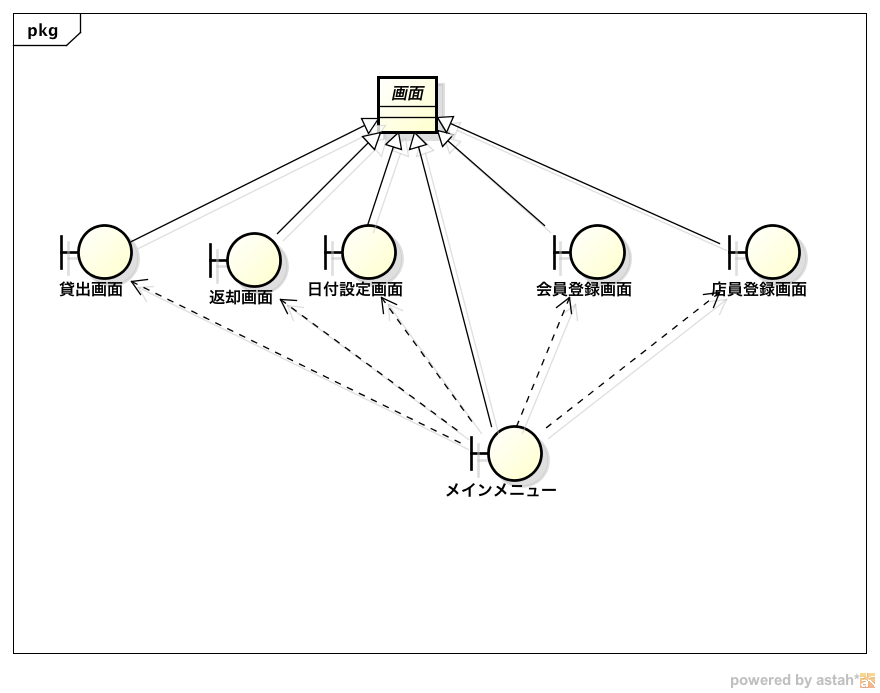 pkg
画面
貸出画面
返却画面
日付設定画面
会員登録画面
店員登録画面
メインメニュー
powered by astah*